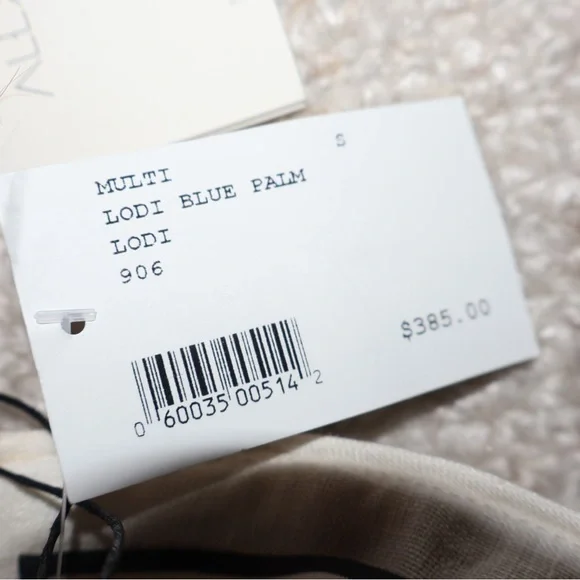 S
MULTI
LODI BLUE PALM
LODI
906
$385.00
0 60035 00514 2